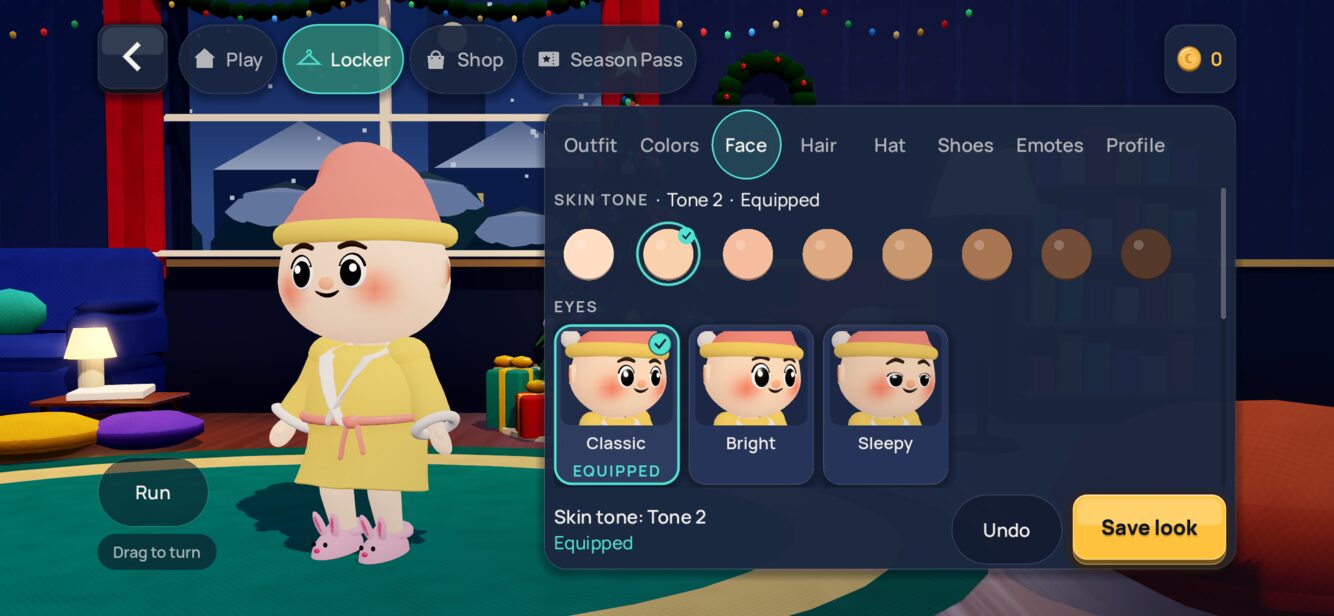 Play
Locker
Shop
Season Pass
0
Outfit
Colors
Face
Hair
Hat
Shoes
Emotes
Profile
SKIN TONE · Tone 2 · Equipped
EYES
Classic
EQUIPPED
Bright
Sleepy
Run
Drag to turn
Skin tone: Tone 2
Equipped
Undo
Save look